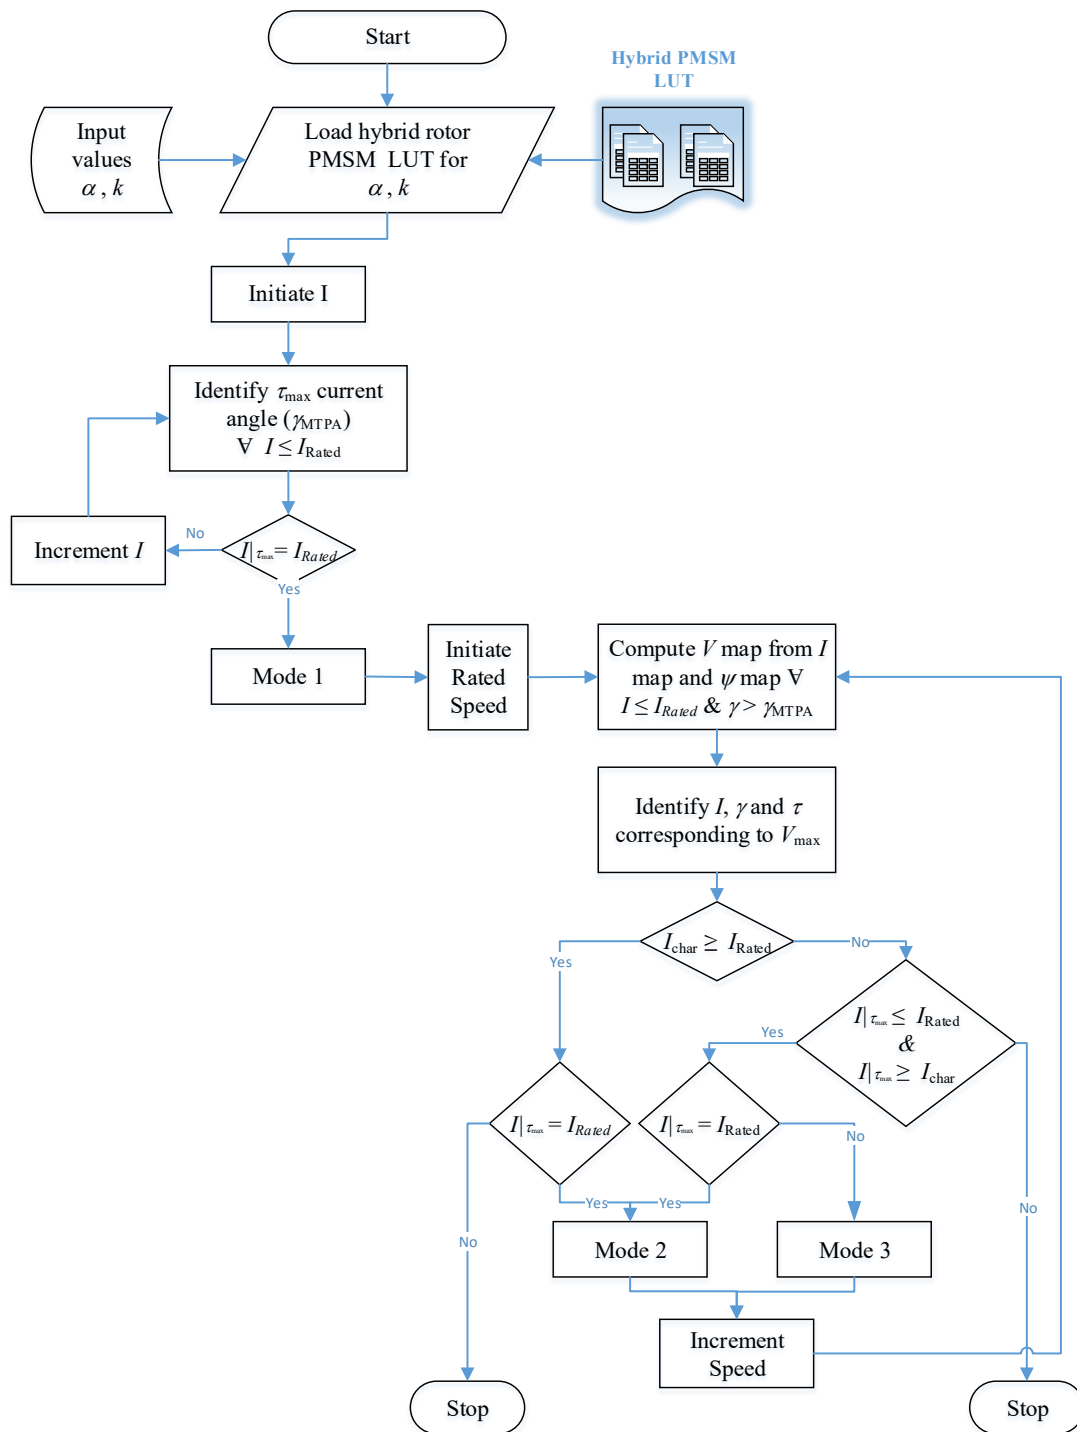 Start
Hybrid PMSM
LUT
Input
values
α , k
Load hybrid rotor
PMSM LUT for
α , k
Initiate I
Identify τmax current
angle (γMTPA)
∀ I ≤ IRated
Increment I
No
I|τmax = IRated
Yes
Mode 1
Initiate
Rated
Speed
Compute V map from I
map and ψ map ∀
I ≤ IRated & γ > γMTPA
Identify I, γ and τ
corresponding to Vmax
Ichar ≥ IRated
Yes
No
I|τmax ≤ IRated
&
I|τmax ≥ Ichar
Yes
I|τmax = IRated
I|τmax = IRated
No
Yes
Yes
No
No
Mode 2
Mode 3
Increment
Speed
Stop
Stop